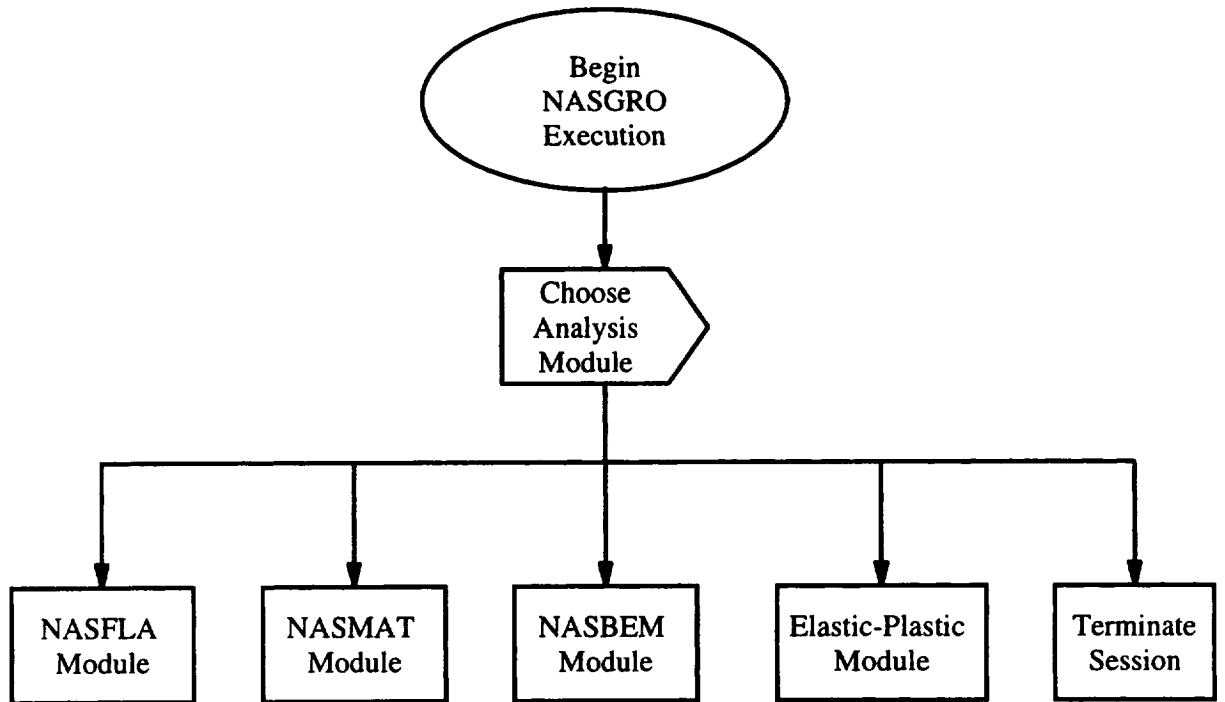 Begin
NASGRO
Execution
Choose
Analysis
Module
NASFLA
Module
NASMAT
Module
NASBEM
Module
Elastic-Plastic
Module
Terminate
Session